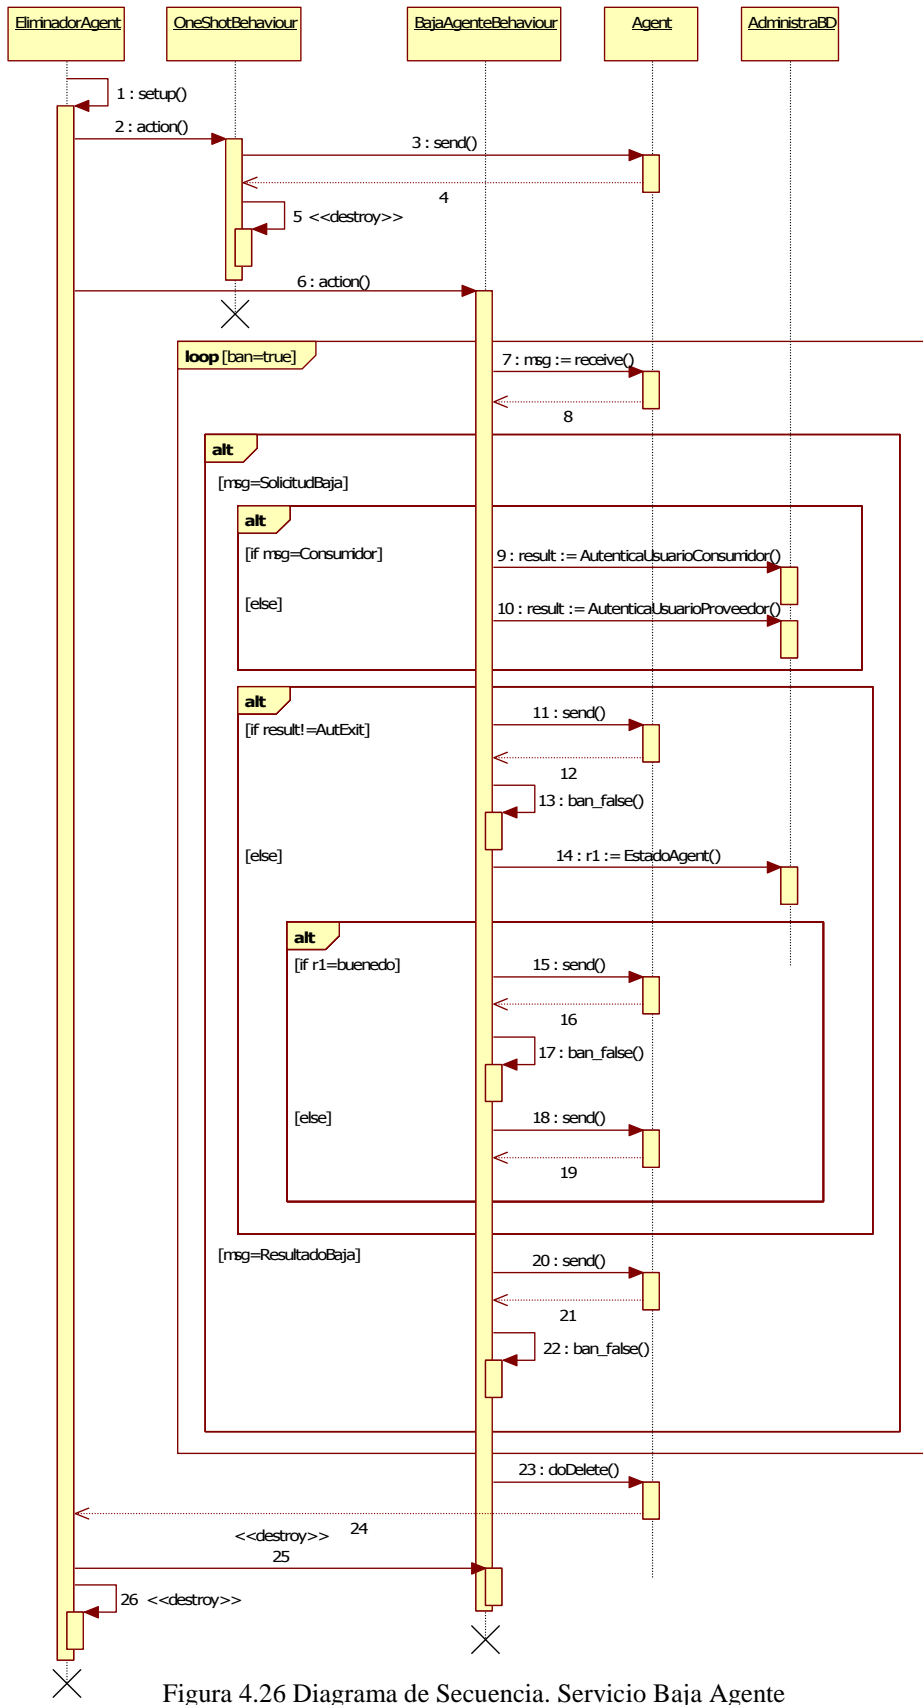 EliminadorAgent
OneShotBehaviour
BajaAgenteBehaviour
Agent
AdministraBD
1 : setup()
2 : action()
3 : send()
4
5 <<destroy>>
6 : action()
loop [ban=true]
7 : msg := receive()
8
alt
[msg=SolicitudBaja]
alt
[if msg=Consumidor]
9 : result := AutenticaUsuarioConsumidor()
[else]
10 : result := AutenticaUsuarioProveedor()
alt
[if result!=AutExit]
11 : send()
12
13 : ban_false()
[else]
14 : r1 := EstadoAgent()
alt
[if r1=buenedo]
15 : send()
16
17 : ban_false()
[else]
18 : send()
19
[msg=ResultadoBaja]
20 : send()
21
22 : ban_false()
23 : doDelete()
24
<<destroy>>
25
26 <<destroy>>
Figura 4.26 Diagrama de Secuencia. Servicio Baja Agente